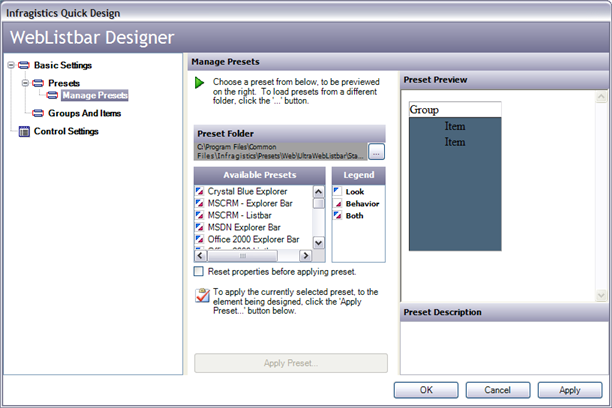 Infragistics Quick Design
WebListbar Designer
Basic Settings
Presets
Manage Presets
Groups And Items
Control Settings
Manage Presets
Choose a preset from below, to be previewed
on the right. To load presets from a different
folder, click the '...' button.
Preset Folder
C:\Program Files\Common
Files\Infragistics\Presets\Web\UltraWebListbar\Sta...
...
Available Presets
Crystal Blue Explorer
MSCRM - Explorer Bar
MSCRM - Listbar
MSDN Explorer Bar
Office 2000 Explorer Bar
Legend
Look
Behavior
Both
Reset properties before applying preset.
To apply the currently selected preset, to the
element being designed, click the 'Apply
Preset...' button below.
Apply Preset...
Preset Preview
Group
Item
Item
Preset Description
OK
Cancel
Apply